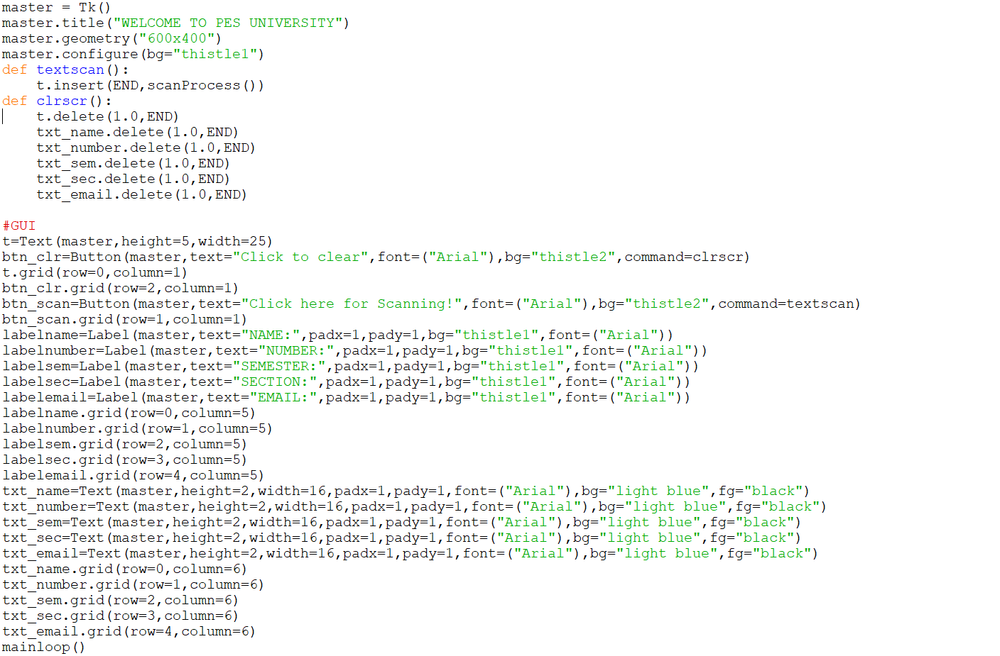 master = Tk()
master.title("WELCOME TO PES UNIVERSITY")
master.geometry("600x400")
master.configure(bg="thistle1")
def textscan():
    t.insert(END,scanProcess())
def clrscr():
    t.delete(1.0,END)
    txt_name.delete(1.0,END)
    txt_number.delete(1.0,END)
    txt_sem.delete(1.0,END)
    txt_sec.delete(1.0,END)
    txt_email.delete(1.0,END)

#GUI
t=Text(master,height=5,width=25)
btn_clr=Button(master,text="Click to clear",font=("Arial"),bg="thistle2",command=clrscr)
t.grid(row=0,column=1)
btn_clr.grid(row=2,column=1)
btn_scan=Button(master,text="Click here for Scanning!",font=("Arial"),bg="thistle2",command=textscan)
btn_scan.grid(row=1,column=1)
labelname=Label(master,text="NAME:",padx=1,pady=1,bg="thistle1",font=("Arial"))
labelnumber=Label(master,text="NUMBER:",padx=1,pady=1,bg="thistle1",font=("Arial"))
labelsem=Label(master,text="SEMESTER:",padx=1,pady=1,bg="thistle1",font=("Arial"))
labelsec=Label(master,text="SECTION:",padx=1,pady=1,bg="thistle1",font=("Arial"))
labelemail=Label(master,text="EMAIL:",padx=1,pady=1,bg="thistle1",font=("Arial"))
labelname.grid(row=0,column=5)
labelnumber.grid(row=1,column=5)
labelsem.grid(row=2,column=5)
labelsec.grid(row=3,column=5)
labelemail.grid(row=4,column=5)
txt_name=Text(master,height=2,width=16,padx=1,pady=1,font=("Arial"),bg="light blue",fg="black")
txt_number=Text(master,height=2,width=16,padx=1,pady=1,font=("Arial"),bg="light blue",fg="black")
txt_sem=Text(master,height=2,width=16,padx=1,pady=1,font=("Arial"),bg="light blue",fg="black")
txt_sec=Text(master,height=2,width=16,padx=1,pady=1,font=("Arial"),bg="light blue",fg="black")
txt_email=Text(master,height=2,width=16,padx=1,pady=1,font=("Arial"),bg="light blue",fg="black")
txt_name.grid(row=0,column=6)
txt_number.grid(row=1,column=6)
txt_sem.grid(row=2,column=6)
txt_sec.grid(row=3,column=6)
txt_email.grid(row=4,column=6)
mainloop()